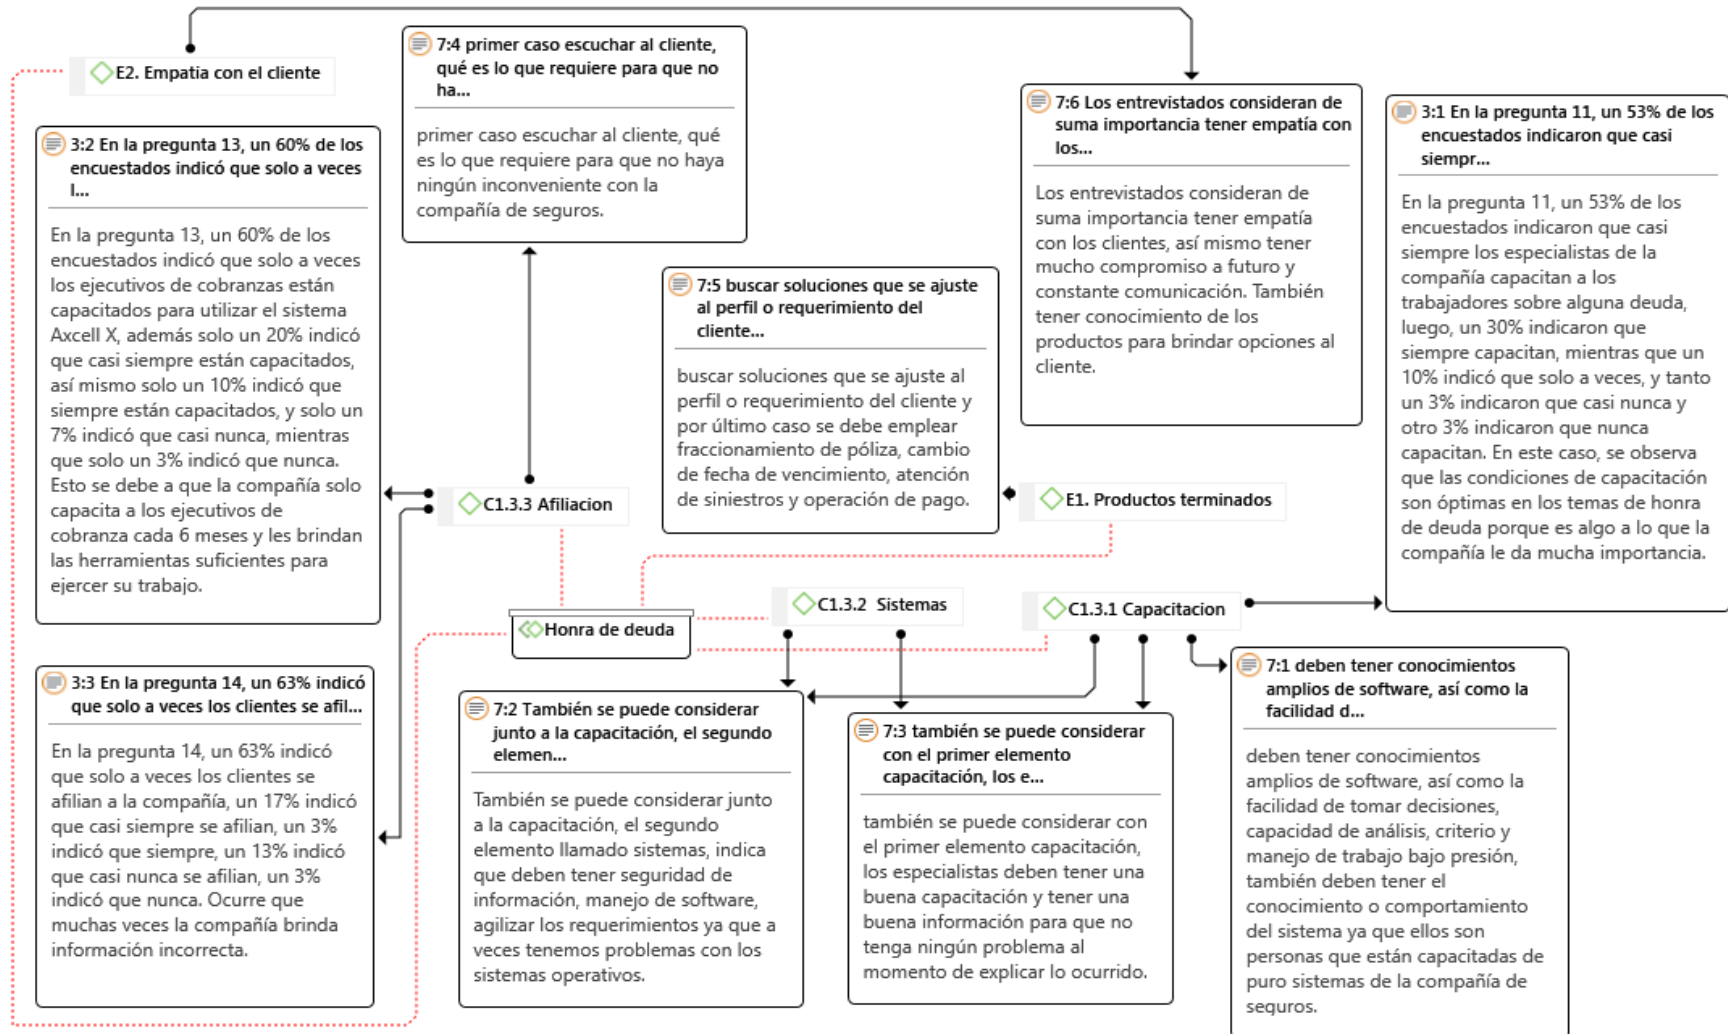 E2. Empatia con el cliente
7:4 primer caso escuchar al cliente,
qué es lo que requiere para que no
ha...
primer caso escuchar al cliente, qué
es lo que requiere para que no haya
ningún inconveniente con la
compañía de seguros.
7:6 Los entrevistados consideran de
suma importancia tener empatía con
los...
Los entrevistados consideran de
suma importancia tener empatía
con los clientes, así mismo tener
mucho compromiso a futuro y
constante comunicación. También
tener conocimiento de los
productos para brindar opciones al
cliente.
3:1 En la pregunta 11, un 53% de los
encuestados indicaron que casi
siempr...
En la pregunta 11, un 53% de los
encuestados indicaron que casi
siempre los especialistas de la
compañía capacitan a los
trabajadores sobre alguna deuda,
luego, un 30% indicaron que
siempre capacitan, mientras que un
10% indicó que solo a veces, y tanto
un 3% indicaron que casi nunca y
otro 3% indicaron que nunca
capacitan. En este caso, se observa
que las condiciones de capacitación
son óptimas en los temas de honra
de deuda porque es algo a lo que la
compañía le da mucha importancia.
3:2 En la pregunta 13, un 60% de los
encuestados indicó que solo a veces
l...
En la pregunta 13, un 60% de los
encuestados indicó que solo a veces
los ejecutivos de cobranzas están
capacitados para utilizar el sistema
Axcell X, además solo un 20% indicó
que casi siempre están capacitados,
así mismo solo un 10% indicó que
siempre están capacitados, y solo un
7% indicó que casi nunca, mientras
que solo un 3% indicó que nunca.
Esto se debe a que la compañía solo
capacita a los ejecutivos de
cobranza cada 6 meses y les brindan
las herramientas suficientes para
ejercer su trabajo.
7:5 buscar soluciones que se ajuste
al perfil o requerimiento del
cliente...
buscar soluciones que se ajuste al
perfil o requerimiento del cliente y
por último caso se debe emplear
fraccionamiento de póliza, cambio
de fecha de vencimiento, atención
de siniestros y operación de pago.
C1.3.3 Afiliacion
E1. Productos terminados
C1.3.2 Sistemas
C1.3.1 Capacitacion
Honra de deuda
3:3 En la pregunta 14, un 63% indicó
que solo a veces los clientes se afil...
En la pregunta 14, un 63% indicó
que solo a veces los clientes se
afilian a la compañía, un 17% indicó
que casi siempre se afilian, un 3%
indicó que siempre, un 13% indicó
que casi nunca se afilian, un 3%
indicó que nunca. Ocurre que
muchas veces la compañía brinda
información incorrecta.
7:2 También se puede considerar
junto a la capacitación, el segundo
elemen...
También se puede considerar junto
a la capacitación, el segundo
elemento llamado sistemas, indica
que deben tener seguridad de
información, manejo de software,
agilizar los requerimientos ya que a
veces tenemos problemas con los
sistemas operativos.
7:3 también se puede considerar
con el primer elemento
capacitación, los e...
también se puede considerar con
el primer elemento capacitación,
los especialistas deben tener una
buena capacitación y tener una
buena información para que no
tenga ningún problema al
momento de explicar lo ocurrido.
7:1 deben tener conocimientos
amplios de software, así como la
facilidad d...
deben tener conocimientos
amplios de software, así como la
facilidad de tomar decisiones,
capacidad de análisis, criterio y
manejo de trabajo bajo presión,
también deben tener el
conocimiento o comportamiento
del sistema ya que ellos son
personas que están capacitadas de
puro sistemas de la compañía de
seguros.